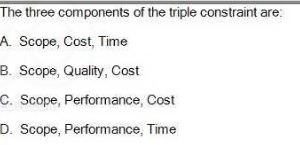 The three components of the triple constraint are:
A. Scope, Cost, Time
B. Scope, Quality, Cost
C. Scope, Performance, Cost
D. Scope, Performance, Time